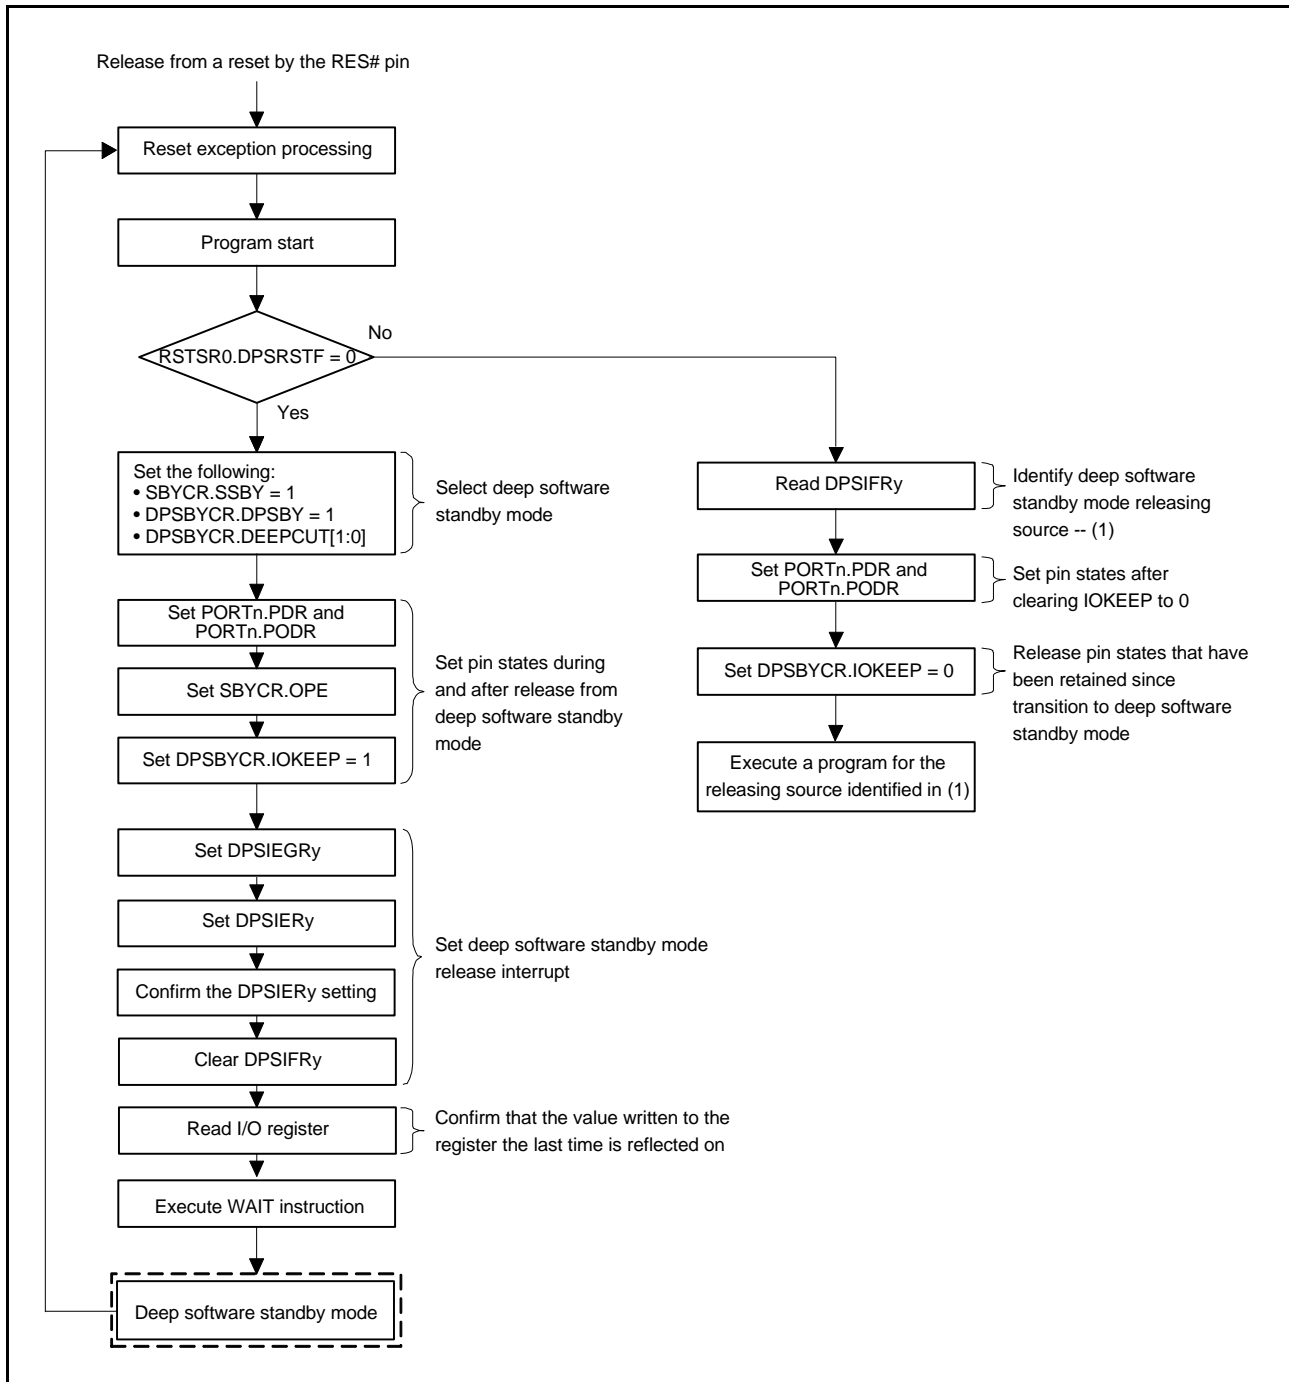 Release from a reset by the RES# pin
Reset exception processing
Program start
RSTSR0.DPSRSTF = 0
No
Yes
Set the following:
• SBYCR.SSBY = 1
• DPSBYCR.DPSBY = 1
• DPSBYCR.DEEPCUT[1:0]
Select deep software
standby mode
Set PORTn.PDR and
PORTn.PODR
Set SBYCR.OPE
Set DPSBYCR.IOKEEP = 1
Set pin states during
and after release from
deep software standby
mode
Set DPSIEGRy
Set DPSIERy
Confirm the DPSIERy setting
Clear DPSIFRy
Set deep software standby mode
release interrupt
Read I/O register
Confirm that the value written to the
register the last time is reflected on
Execute WAIT instruction
Deep software standby mode
Read DPSIFRy
Identify deep software
standby mode releasing
source -- (1)
Set PORTn.PDR and
PORTn.PODR
Set pin states after
clearing IOKEEP to 0
Set DPSBYCR.IOKEEP = 0
Release pin states that have
been retained since
transition to deep software
standby mode
Execute a program for the
releasing source identified in (1)